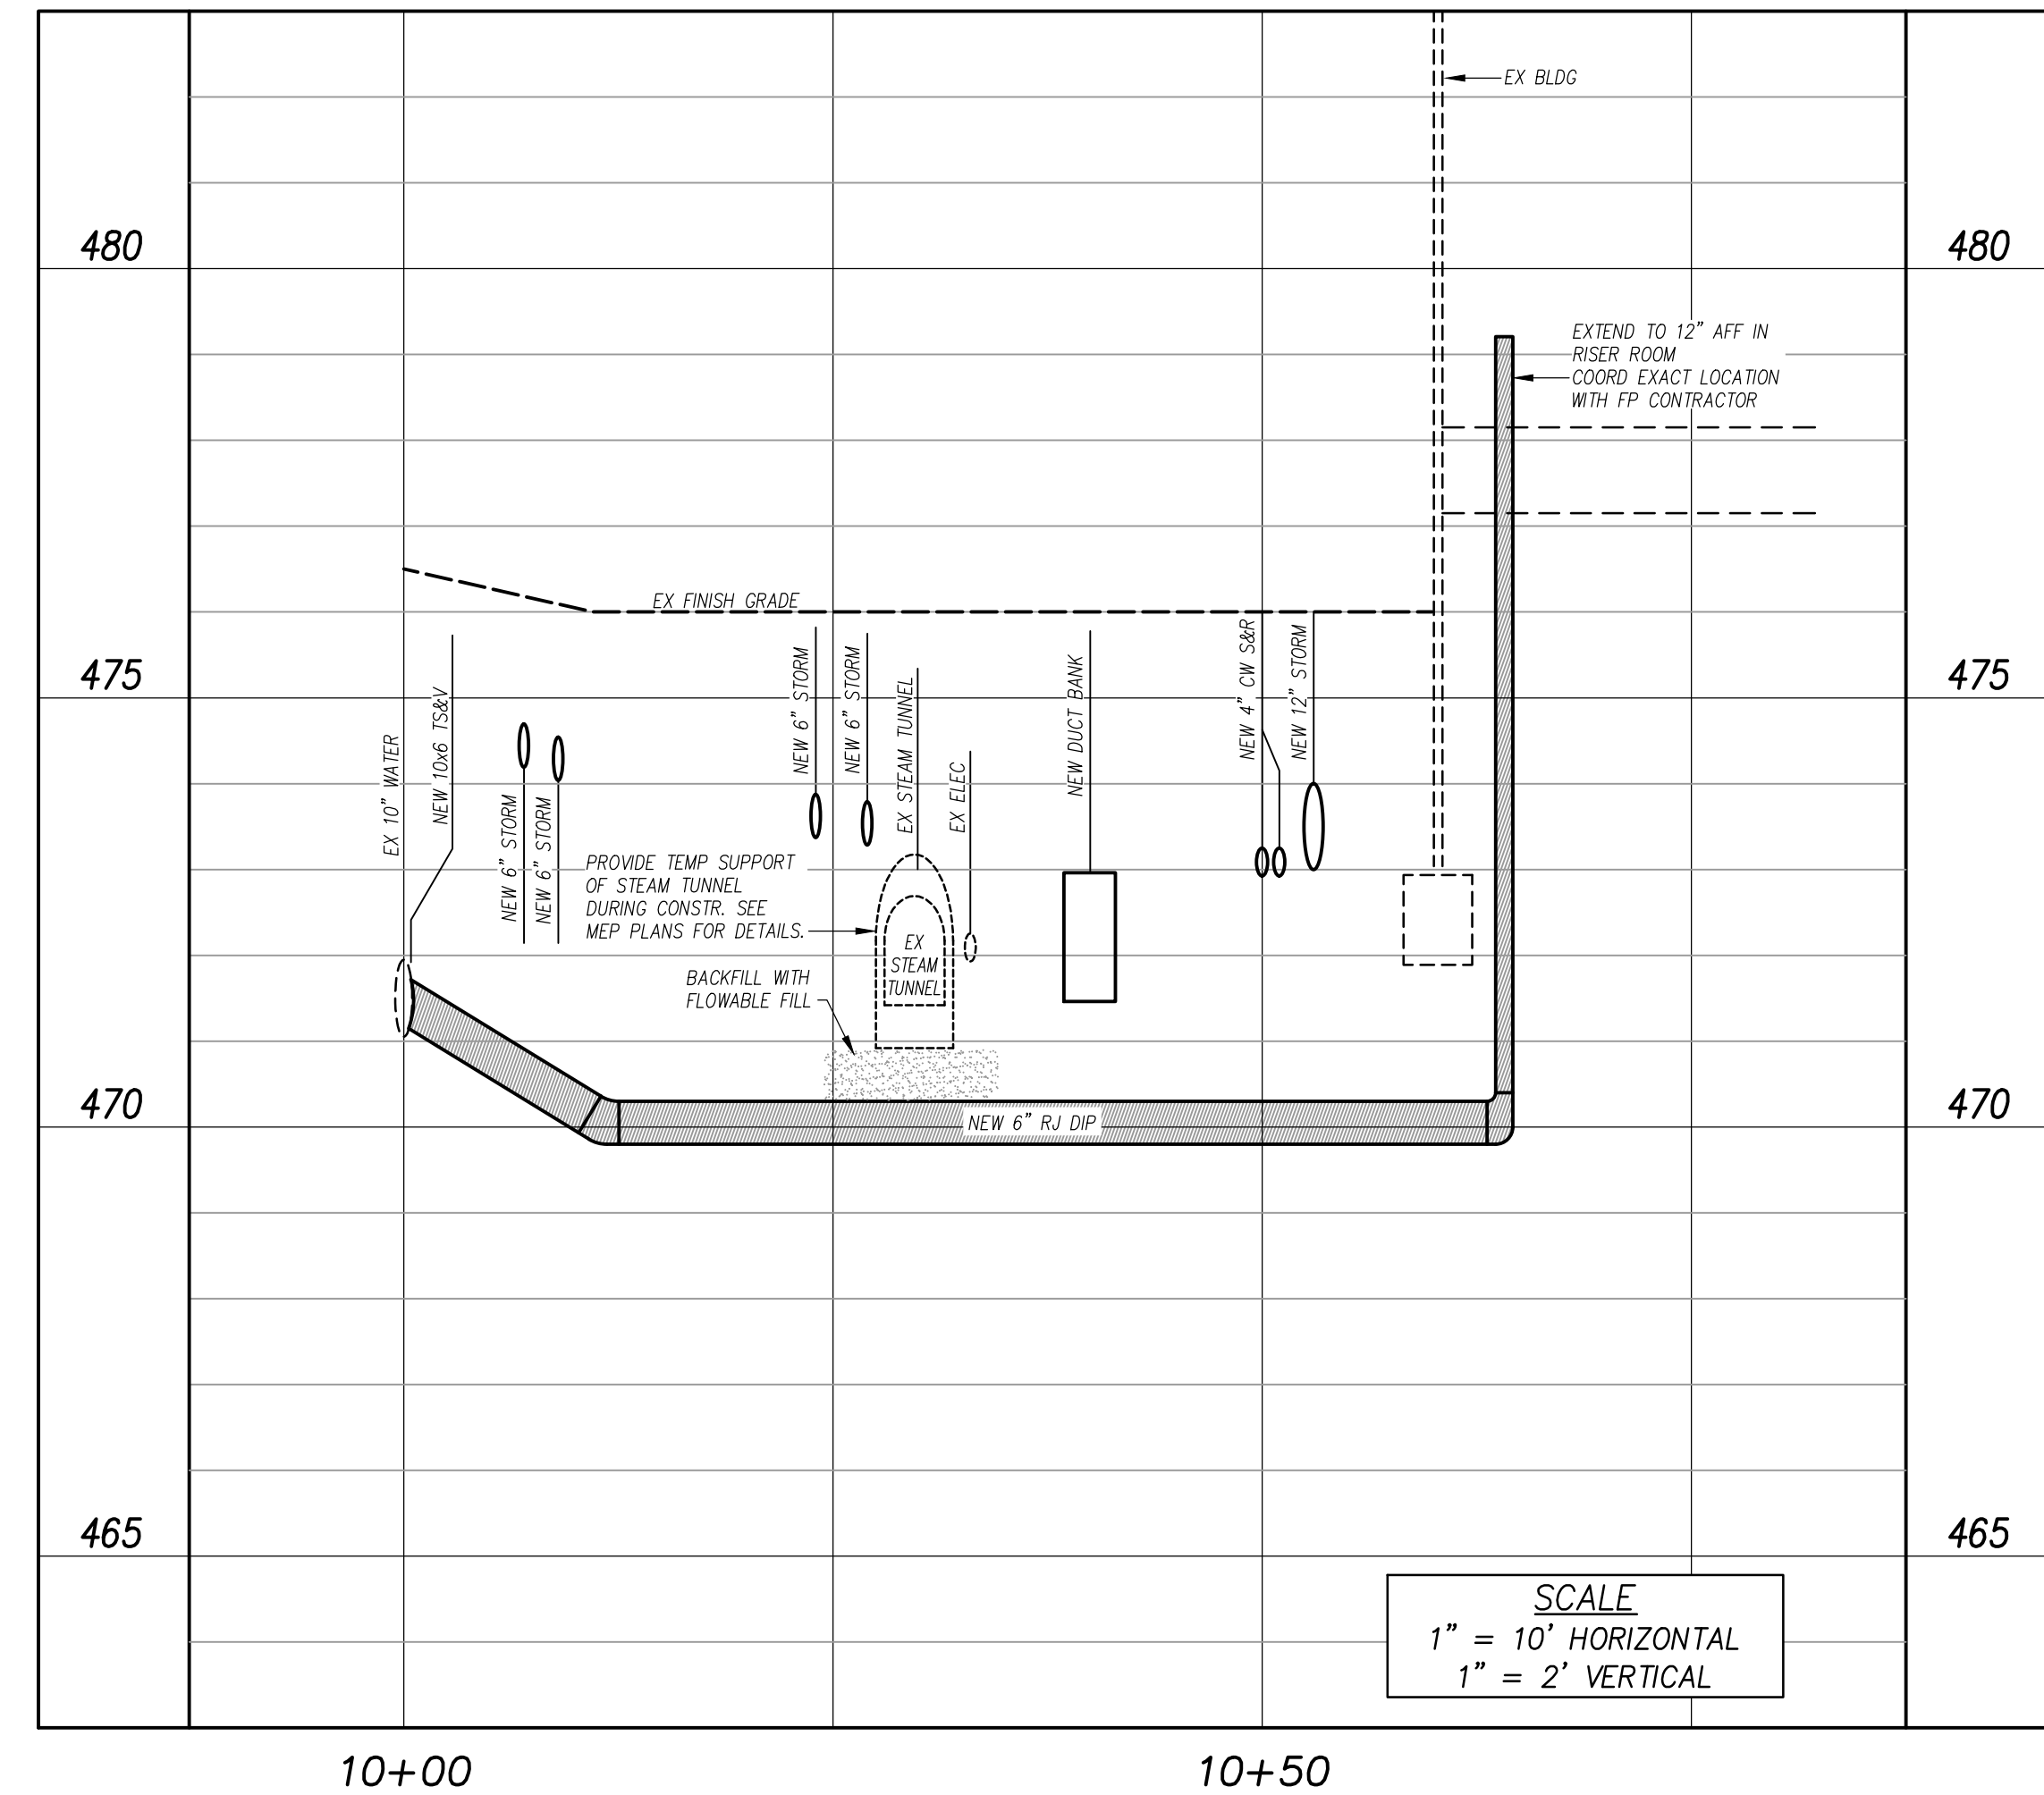 EX BLDG
480
480
EXTEND TO 12" AFF IN
RISER ROOM
COORD EXACT LOCATION
WITH FP CONTRACTOR
EX FINISH GRADE
475
475
EX 10" WATER
NEW 10x6 TS&V
NEW 6" STORM
NEW 6" STORM
NEW 6" STORM
NEW 6" STORM
EX STEAM TUNNEL
EX ELEC
NEW DUCT BANK
NEW 4" CW S&R
NEW 12" STORM
PROVIDE TEMP SUPPORT
OF STEAM TUNNEL
DURING CONSTR. SEE
MEP PLANS FOR DETAILS.
EX
STEAM
TUNNEL
BACKFILL WITH
FLOWABLE FILL
470
470
NEW 6" RJ DIP
465
465
SCALE
1" = 10' HORIZONTAL
1" = 2' VERTICAL
10+00
10+50